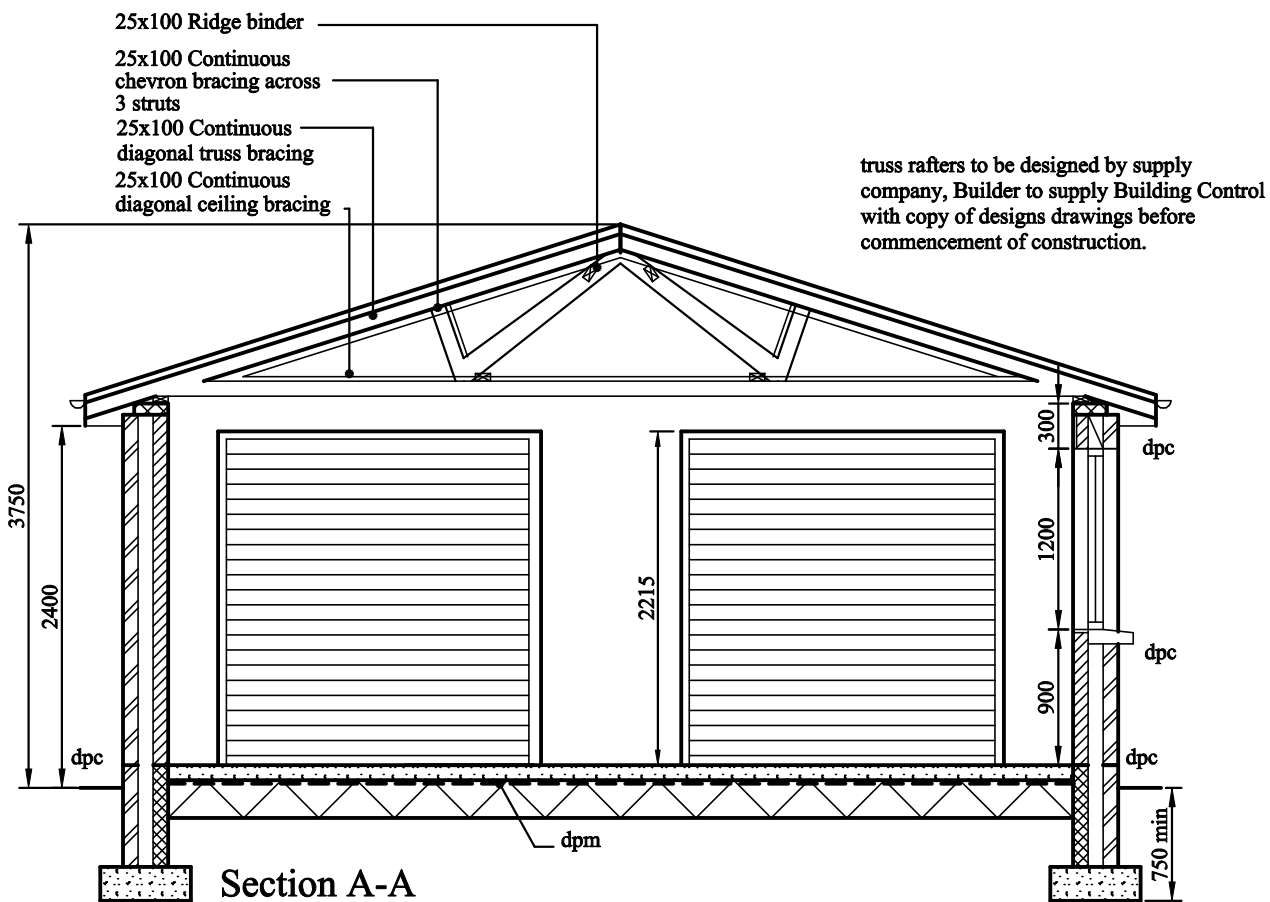 25x100 Ridge binder
25x100 Continuous
chevron bracing across
3 struts
25x100 Continuous
diagonal truss bracing
25x100 Continuous
diagonal ceiling bracing
truss rafters to be designed by supply
company, Builder to supply Building Control
with copy of designs drawings before
commencement of construction.
3750
2400
2215
300
1200
900
750 min
dpc
dpc
dpc
dpc
dpm
Section A-A